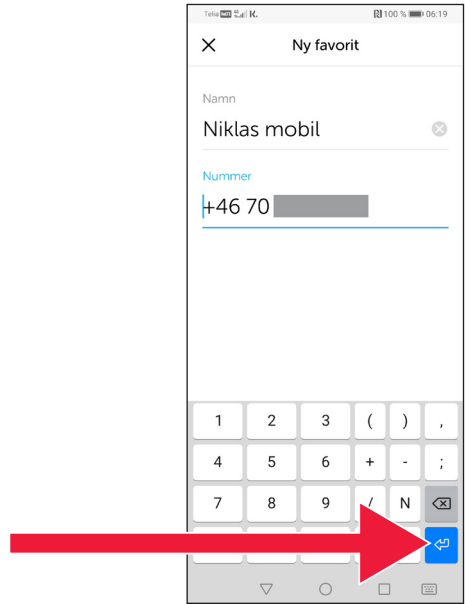 Telia 4G K. N 100 % 06:19
Ny favorit
Namn
Niklas mobil
Nummer
+46 70
1 2 3 ( ) ,
4 5 6 + - ;
7 8 9 / N